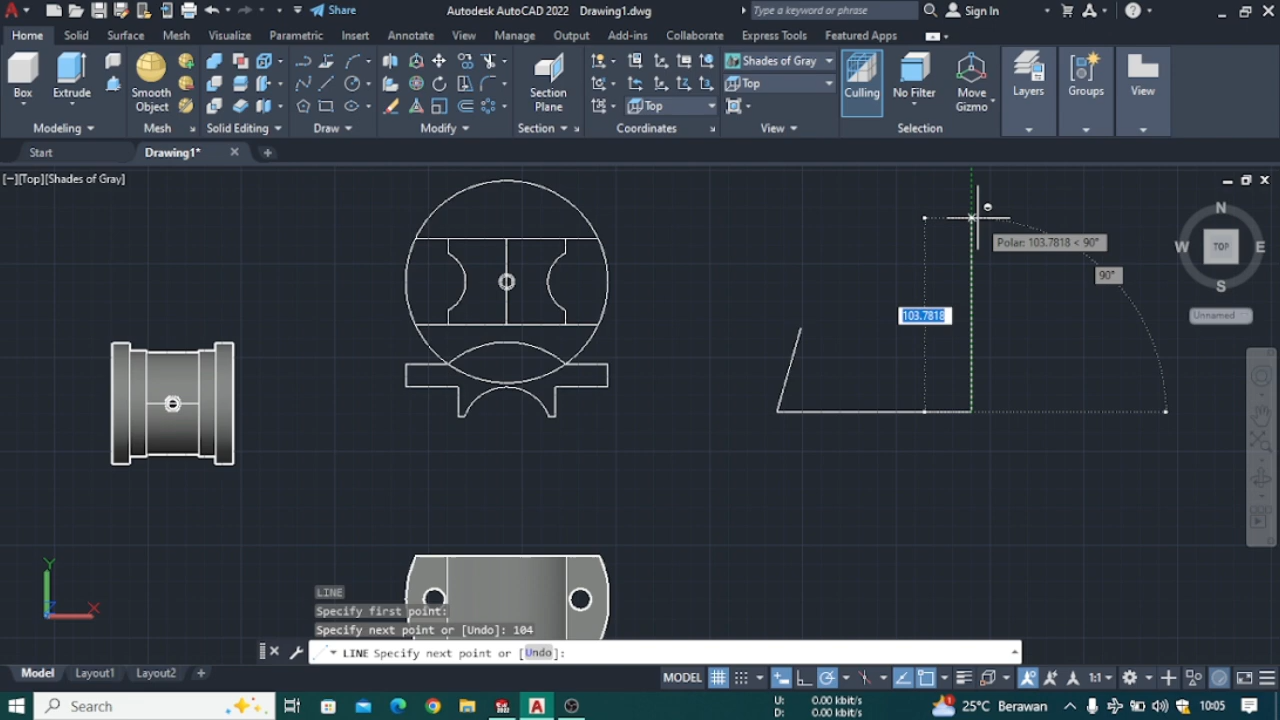 Share
Autodesk AutoCAD 2022 Drawing1.dwg
Type a keyword or phrase
Sign In
Home Solid Surface Mesh Visualize Parametric Insert Annotate View Manage Output Add-ins Collaborate Express Tools Featured Apps
Box
Extrude
Smooth Object
Section Plane
Top
Shades of Gray
Top
Culling
No Filter
Move Gizmo
Layers
Groups
View
Modeling
Mesh
Solid Editing
Draw
Modify
Section
Coordinates
View
Selection
Start
Drawing1*
[−][Top][Shades of Gray]
N
W TOP E
S
Unnamed
Polar: 103.7818 < 90°
90°
103.7818
Y
X
LINE
Specify first point:
Specify next point or [Undo]: 104
LINE Specify next point or [Undo]:
Model Layout1 Layout2
MODEL
1:1
Search
U: 0.00 kbit/s
D: 0.00 kbit/s
25°C Berawan
10:05